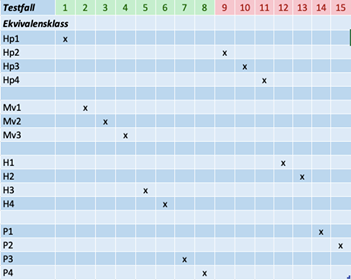 Testfall 1 2 3 4 5 6 7 8 9 10 11 12 13 14 15
Ekvivalensklass
Hp1 x
Hp2 x
Hp3 x
Hp4 x
Mv1 x
Mv2 x
Mv3 x
H1 x
H2 x
H3 x
H4 x
P1 x
P2 x
P3 x
P4 x